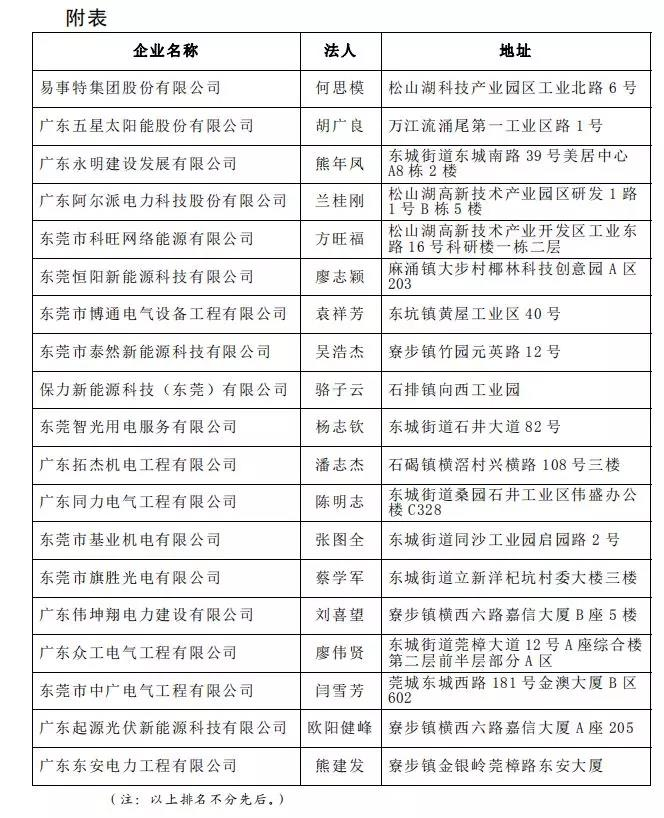 附表
企业名称 法人 地址
易事特集团股份有限公司 何思模 松山湖科技产业园区工业北路 6 号
广东五星太阳能股份有限公司 胡广良 万江流涌尾第一工业区路 1 号
广东永明建设发展有限公司 熊年凤 东城街道东城南路 39 号美居中心
A8 栋 2 楼
广东阿尔派电力科技股份有限公司 兰桂刚 松山湖高新技术产业园区研发 1 路
1 号 B 栋 5 楼
东莞市科旺网络能源有限公司 方旺福 松山湖高新技术产业开发区工业东
路 16 号科研楼一栋二层
东莞恒阳新能源科技有限公司 廖志颖 麻涌镇大步村椰林科技创意园 A 区
203
东莞市博通电气设备工程有限公司 袁祥芳 东坑镇黄屋工业区 40 号
东莞市泰然新能源科技有限公司 吴浩杰 寮步镇竹园元英路 12 号
保力新能源科技（东莞）有限公司 骆子云 石排镇向西工业园
东莞智光用电服务有限公司 杨志钦 东城街道石井大道 82 号
广东拓杰机电工程有限公司 潘志杰 石碣镇横滘村兴横路 108 号三楼
广东同力电气工程有限公司 陈明志 东城街道桑园石井工业区伟盛办公
楼 C328
东莞市基业机电有限公司 张图全 东城街道同沙工业园启园路 2 号
东莞市旗胜光电有限公司 蔡学军 东城街道立新洋杞坑村委大楼三楼
广东伟坤翔电力建设有限公司 刘喜望 寮步镇横西六路嘉信大厦 B 座 5 楼
广东众工电气工程有限公司 廖伟贤 东城街道莞樟大道 12 号 A 座综合楼
第二层前半层部分 A 区
东莞市中广电气工程有限公司 闫雪芳 莞城东城西路 181 号金澳大厦 B 区
602
广东起源光伏新能源科技有限公司 欧阳健峰 寮步镇横西六路嘉信大厦 A 座 205
广东东安电力工程有限公司 熊建发 寮步镇金银岭莞樟路东安大厦
（注：以上排名不分先后。）